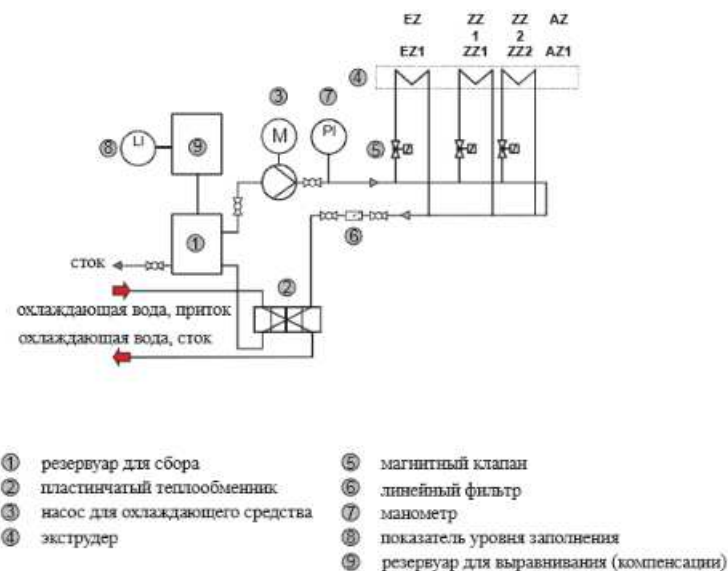 EZ ZZ ZZ AZ
1 2
EZ1 ZZ1 ZZ2 AZ1
4
3 7
M PI
8 LI 9 5
1
6
сток
2
охлаждающая вода, приток
охлаждающая вода, сток
1 резервуар для сбора
2 пластинчатый теплообменник
3 насос для охлаждающего средства
4 экструдер
5 магнитный клапан
6 линейный фильтр
7 манометр
8 показатель уровня заполнения
9 резервуар для выравнивания (компенсации)